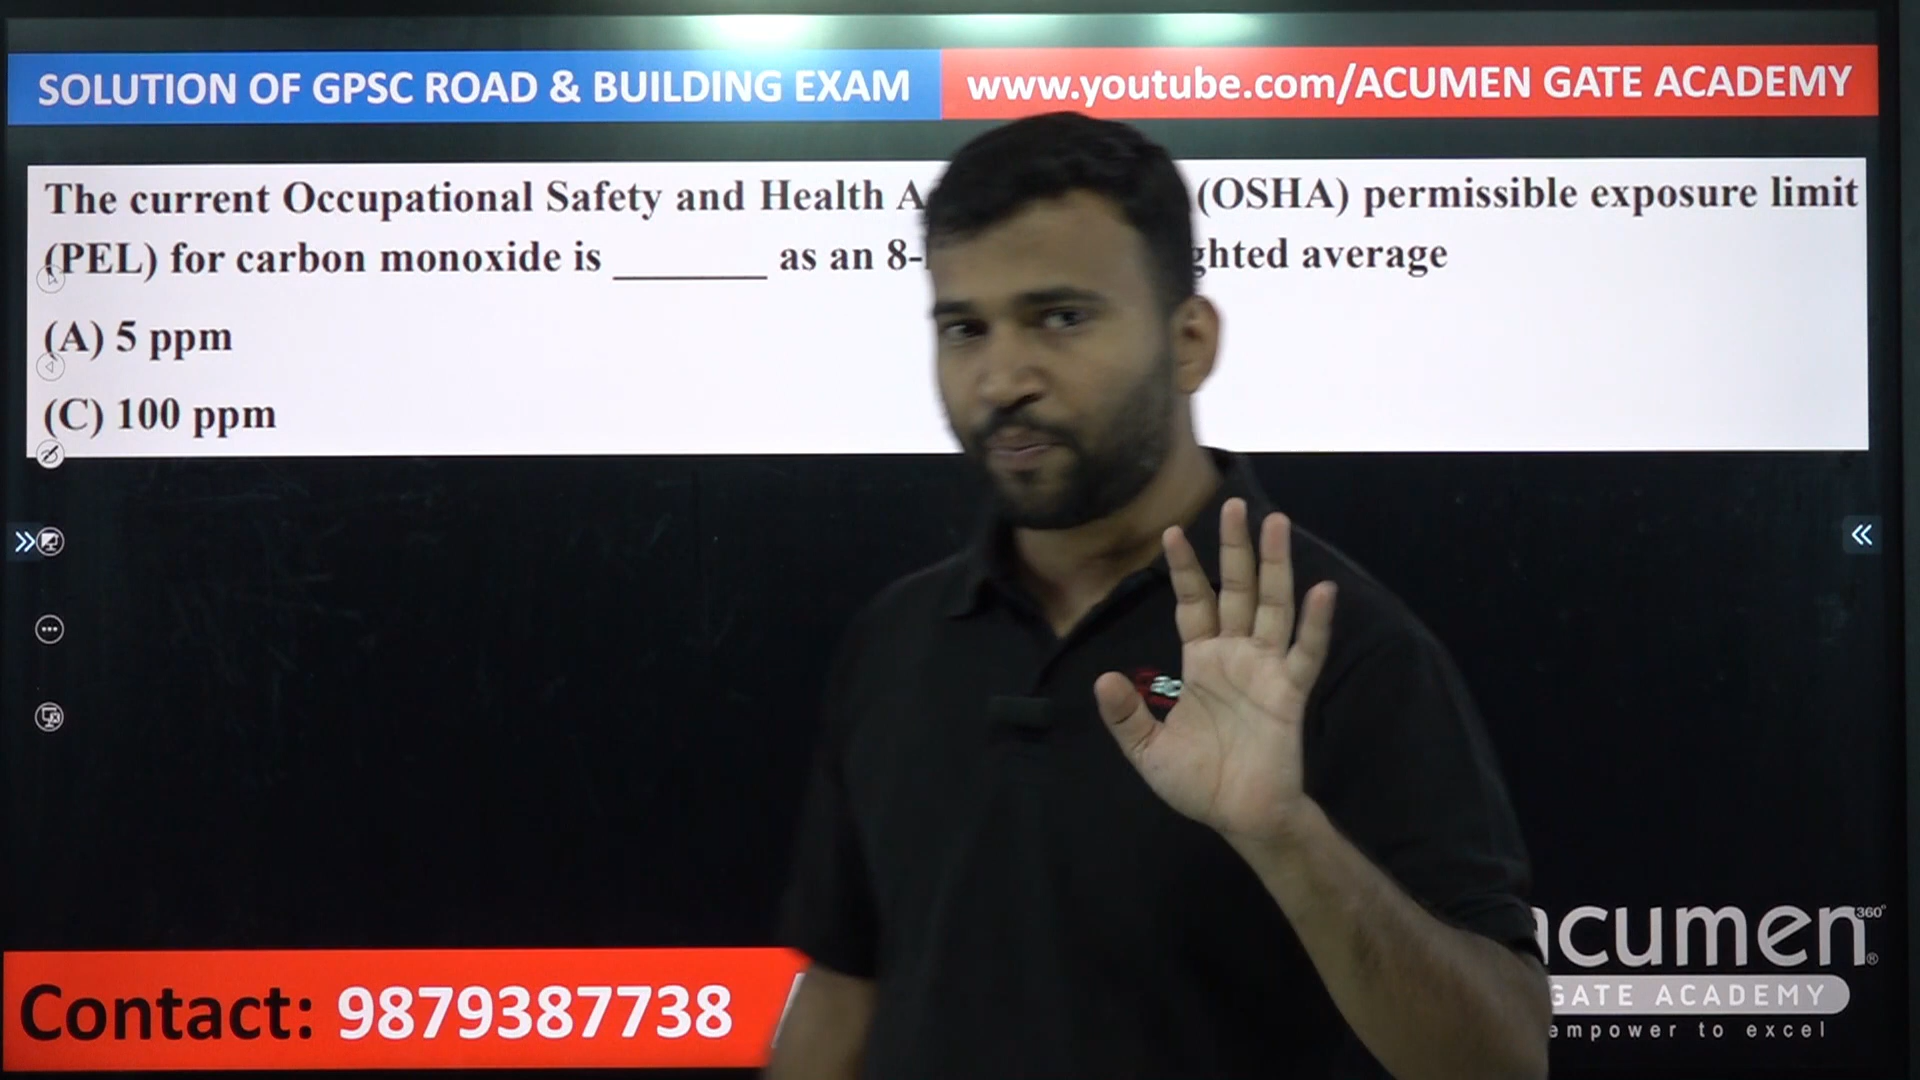 SOLUTION OF GPSC ROAD & BUILDING EXAM
www.youtube.com/ACUMEN GATE ACADEMY
The current Occupational Safety and Health A (OSHA) permissible exposure limit
(PEL) for carbon monoxide is _______ as an 8- ghted average
(A) 5 ppm
(C) 100 ppm
Contact: 9879387738
acumen 360°
®
GATE ACADEMY
empower to excel